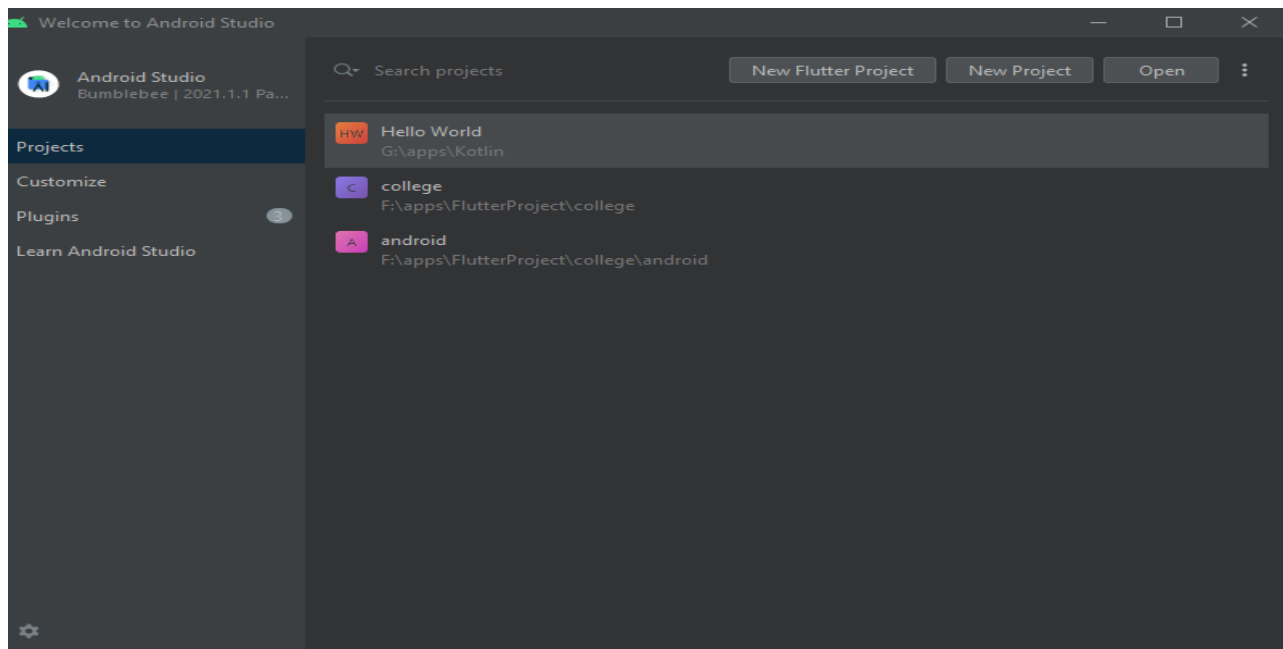 Welcome to Android Studio
Android Studio
Bumblebee | 2021.1.1 Pa...
Projects
Customize
Plugins 3
Learn Android Studio
Search projects
New Flutter Project
New Project
Open
HW Hello World
G:\apps\Kotlin
C college
F:\apps\FlutterProject\college
A android
F:\apps\FlutterProject\college\android